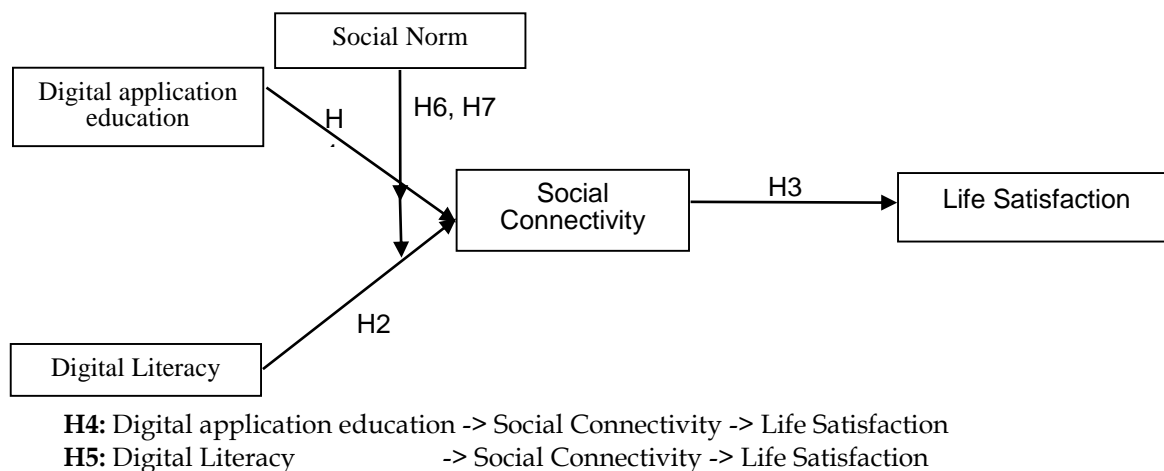 Social Norm
Digital application
education
H
H6, H7
Social
Connectivity
H3
Life Satisfaction
H2
Digital Literacy
H4: Digital application education -> Social Connectivity -> Life Satisfaction
H5: Digital Literacy -> Social Connectivity -> Life Satisfaction